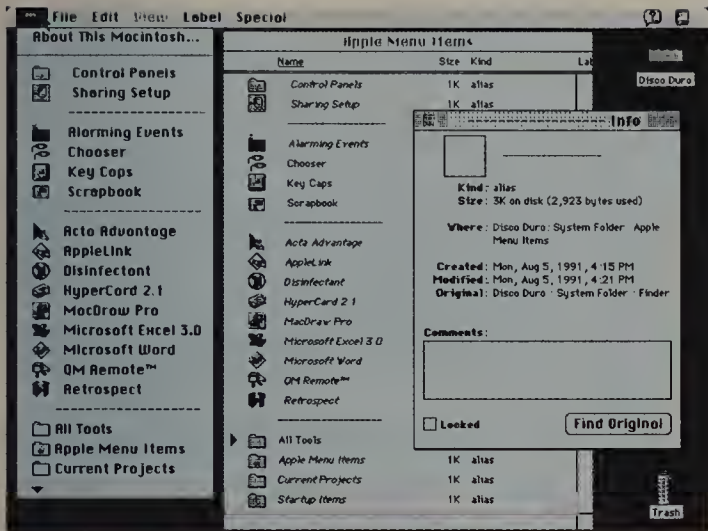 File Edit View Label Special
About This Macintosh...
Control Panels
Sharing Setup
Alarming Events
Chooser
Key Caps
Scrapbook
Acta Advantage
AppleLink
Disinfectant
HyperCard 2.1
MacDraw Pro
Microsoft Excel 3.0
Microsoft Word
QM Remote™
Retrospect
All Tools
Apple Menu Items
Current Projects
Apple Menu Items
Name Size Kind Lab
Control Panels 1K alias
Sharing Setup 1K alias
Alarming Events
Chooser
Key Caps
Scrapbook
Acta Advantage
AppleLink
Disinfectant
HyperCard 2.1
MacDraw Pro
Microsoft Excel 3.0
Microsoft Word
QM Remote™
Retrospect
All Tools
Apple Menu Items 1K alias
Current Projects 1K alias
Startup Items 1K alias
Info
Kind: alias
Size: 3K on disk (2,923 bytes used)
Where: Disco Duro: System Folder Apple
Menu Items
Created: Mon, Aug 5, 1991, 4:15 PM
Modified: Mon, Aug 5, 1991, 4:21 PM
Original: Disco Duro : System Folder : Finder
Comments:
Locked
Find Original
Disco Duro
Trash